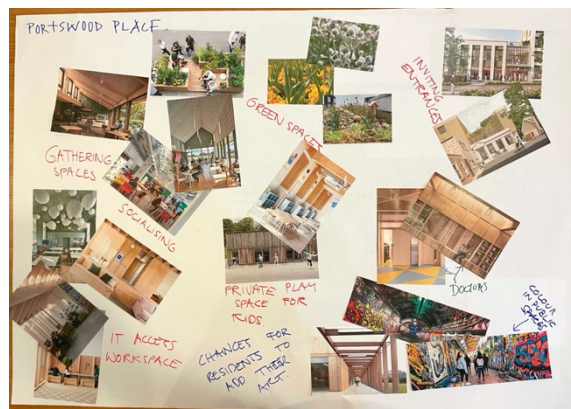 PORTSWOOD PLACE
GATHERING
SPACES
SOCIALISING
GREEN SPACES
INVITING
ENTRANCES
PRIVATE PLAY
SPACE FOR
KIDS.
DOCTORS
IT ACCESS
WORKSPACE
CHANCES FOR
RESIDENTS TO
ADD THEIR
ART.
COLOUR
IN PUBLIC
SPACES